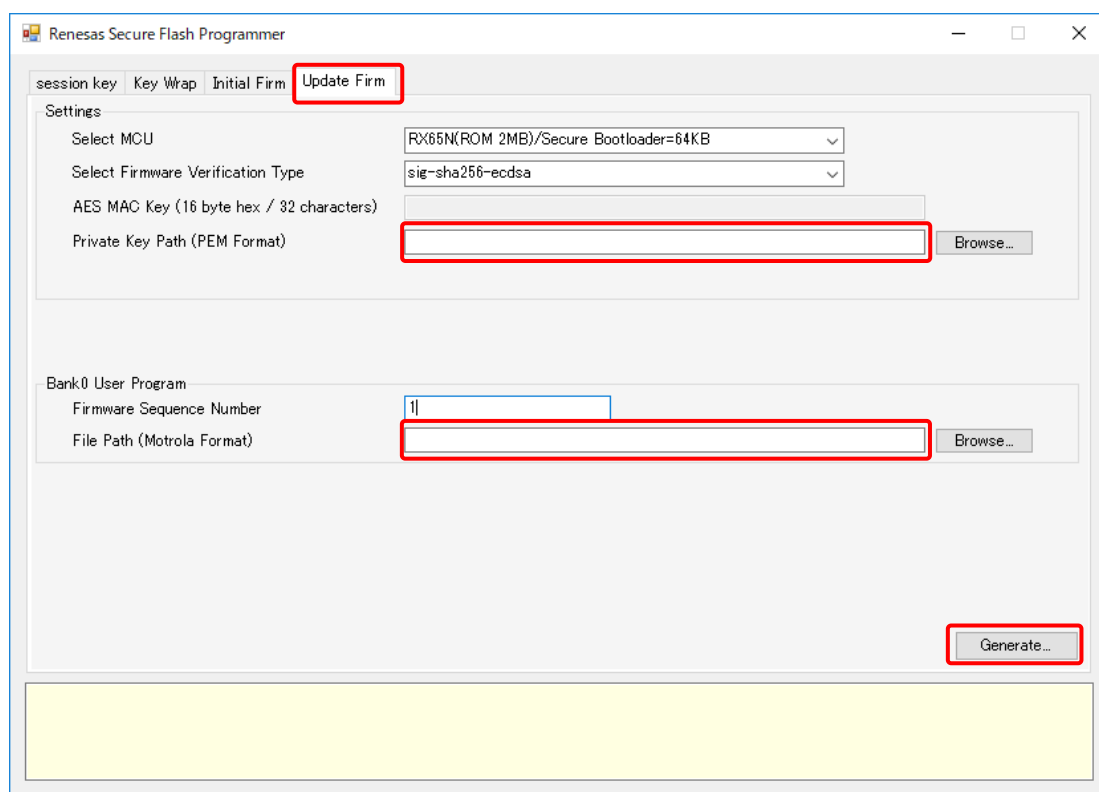 Renesas Secure Flash Programmer
session key Key Wrap Initial Firm Update Firm
Settings
Select MCU RX65N(ROM 2MB)/Secure Bootloader=64KB
Select Firmware Verification Type sig-sha256-ecdsa
AES MAC Key (16 byte hex / 32 characters)
Private Key Path (PEM Format) Browse...
Bank0 User Program
Firmware Sequence Number 1
File Path (Motrola Format) Browse...
Generate...